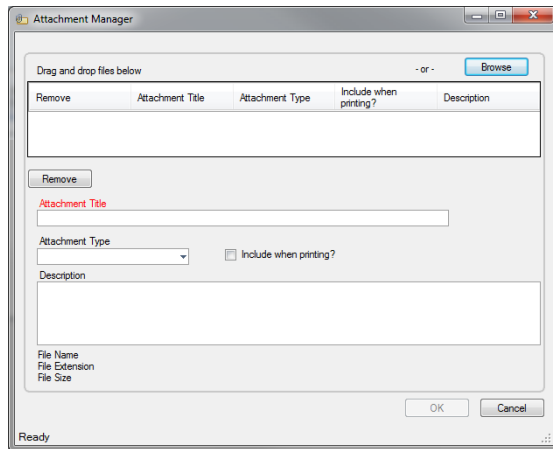 Attachment Manager
Drag and drop files below - or - Browse
Remove Attachment Title Attachment Type Include when printing? Description
Remove
Attachment Title
Attachment Type
Include when printing?
Description
File Name
File Extension
File Size
OK Cancel
Ready